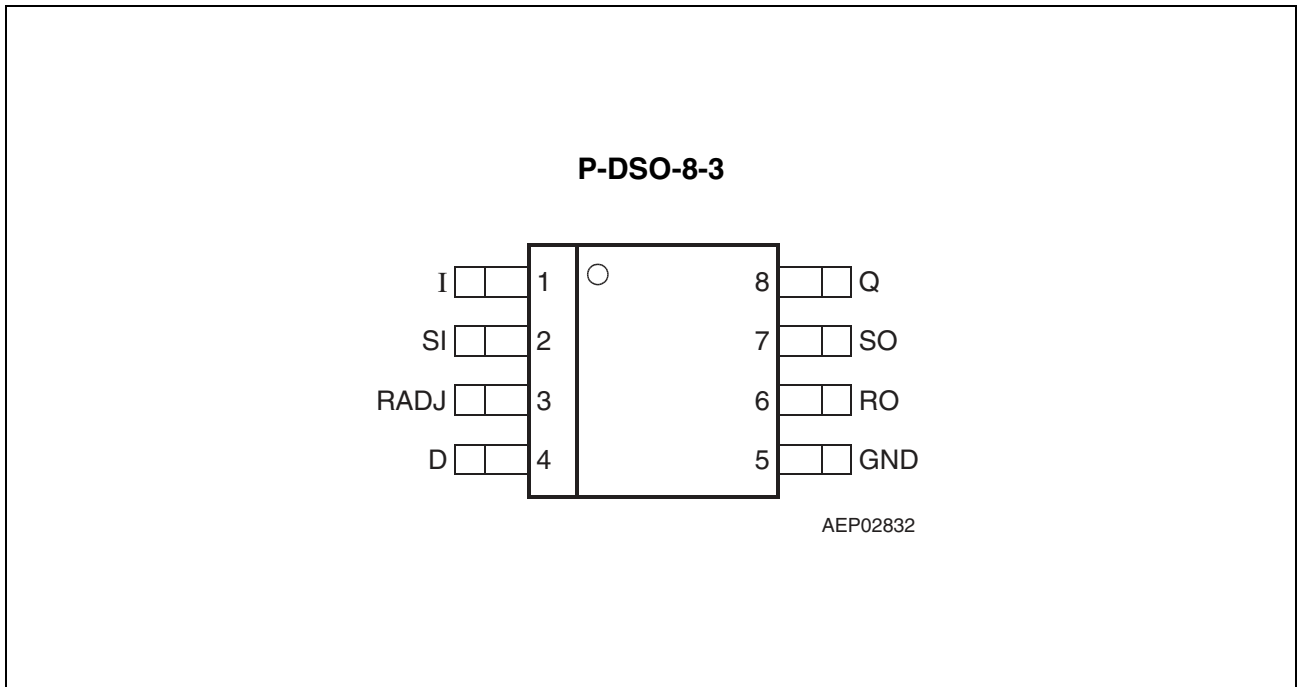 P-DSO-8-3
I 1 8 Q
SI 2 7 SO
RADJ 3 6 RO
D 4 5 GND
AEP02832